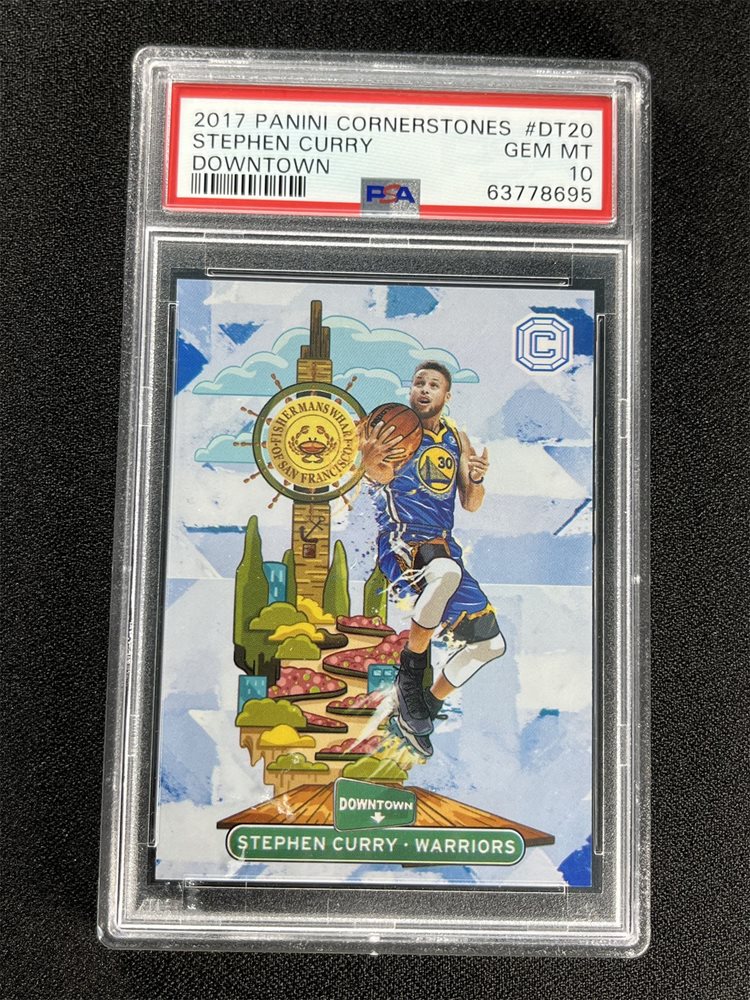 2017 PANINI CORNERSTONES #DT20
STEPHEN CURRY GEM MT
DOWNTOWN 10
PSA 63778695
C
FISHERMANS WHARF
OF SAN FRANCISCO
30
DOWNTOWN
STEPHEN CURRY · WARRIORS